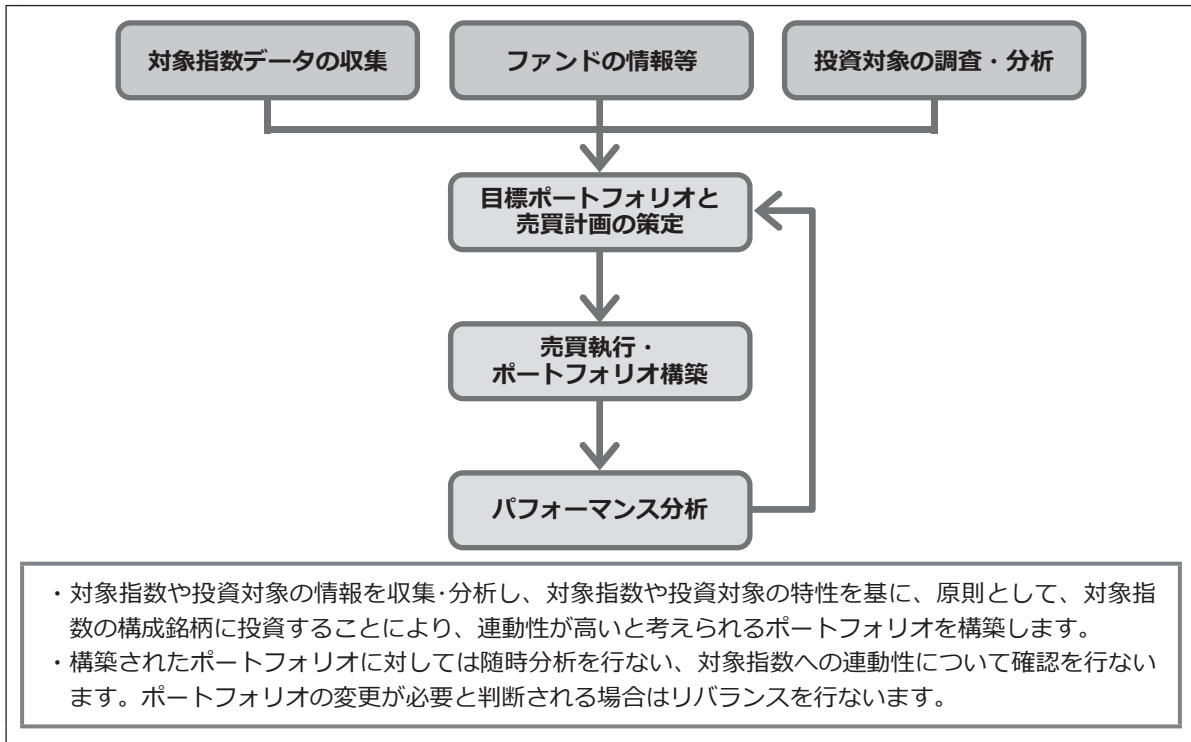 対象指数データの収集
ファンドの情報等
投資対象の調査・分析
目標ポートフォリオと
売買計画の策定
売買執行・
ポートフォリオ構築
パフォーマンス分析
・対象指数や投資対象の情報を収集・分析し、対象指数や投資対象の特性を基に、原則として、対象指
数の構成銘柄に投資することにより、連動性が高いと考えられるポートフォリオを構築します。
・構築されたポートフォリオに対しては随時分析を行ない、対象指数への連動性について確認を行ない
ます。ポートフォリオの変更が必要と判断される場合はリバランスを行ないます。